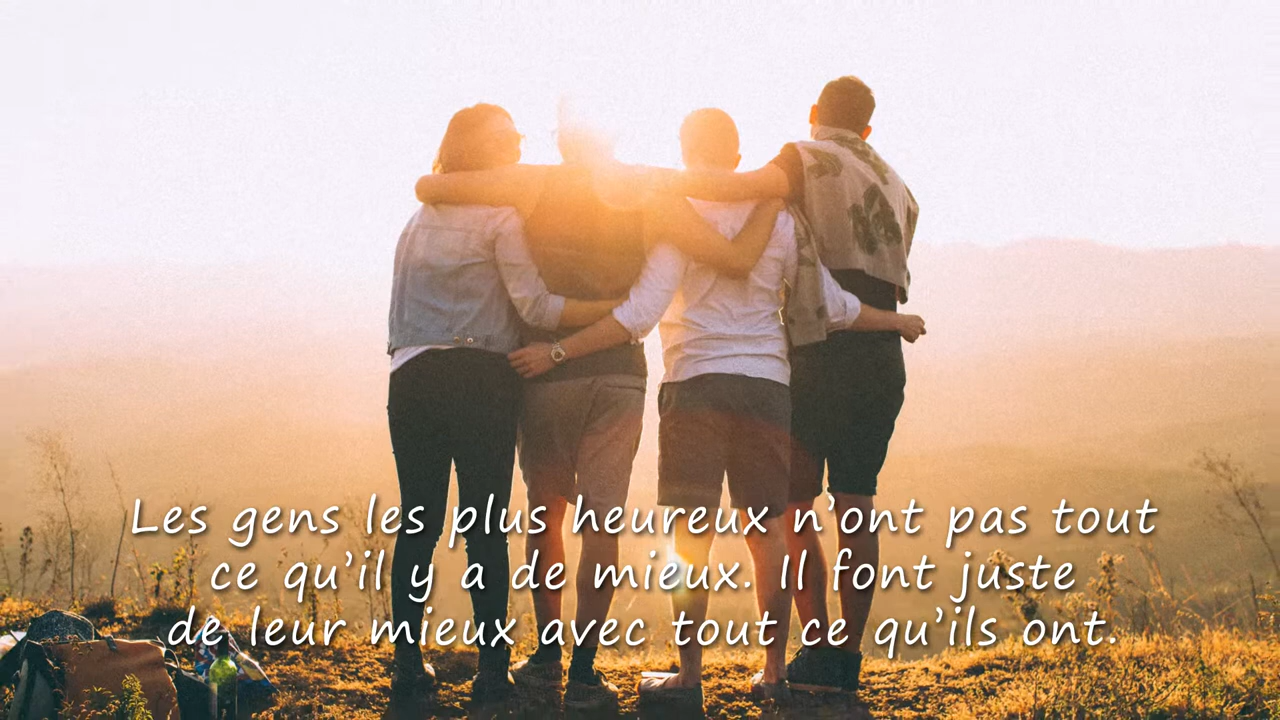 Les gens les plus heureux n’ont pas tout
ce qu’il y a de mieux. Il font juste
de leur mieux avec tout ce qu’ils ont.